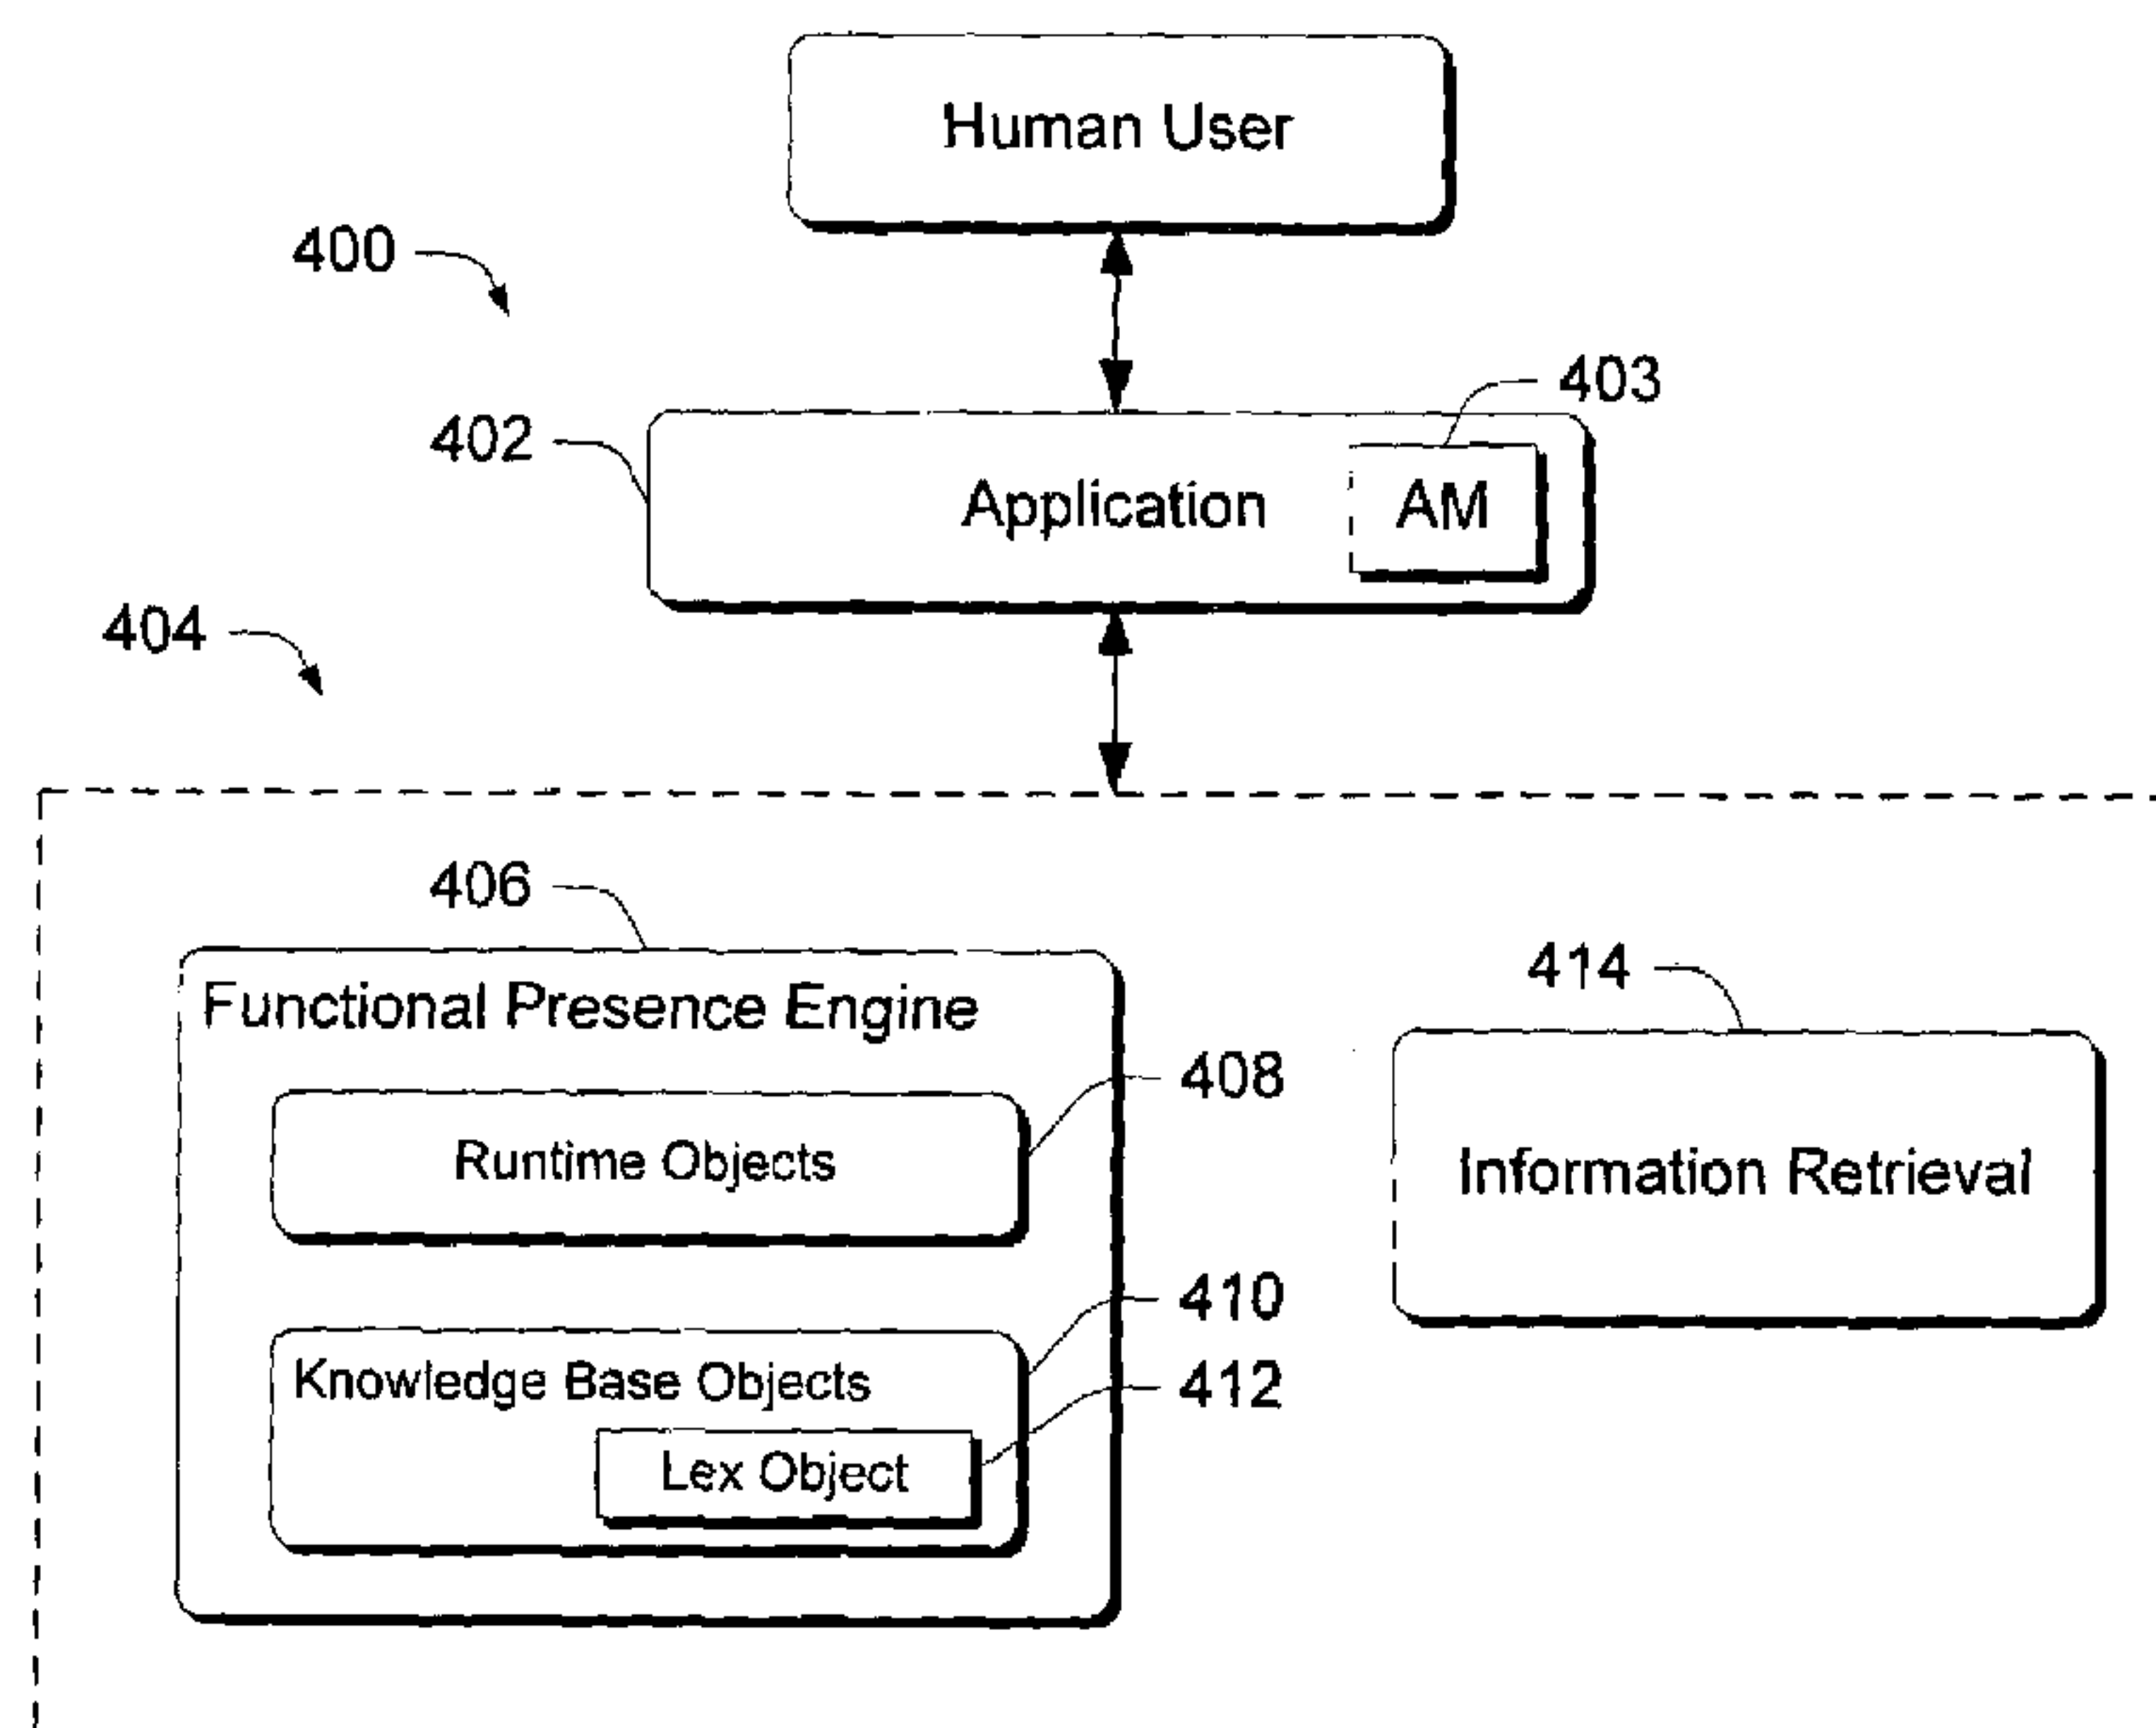 Human User
400
403
402
Application
AM
404
406
Functional Presence Engine
414
408
Runtime Objects
Information Retrieval
410
Knowledge Base Objects
412
Lex Object